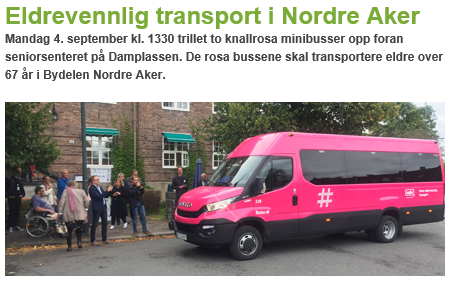 Eldrevennlig transport i Nordre Aker
Mandag 4. september kl. 1330 trillet to knallrosa minibusser opp foran
seniorsenteret på Damplassen. De rosa bussene skal transportere eldre over
67 år i Bydelen Nordre Aker.
#